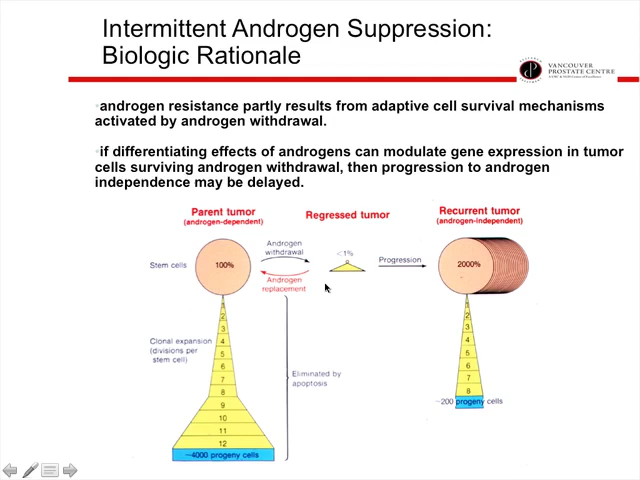 Intermittent Androgen Suppression:
Biologic Rationale
VANCOUVER
PROSTATE CENTRE
androgen resistance partly results from adaptive cell survival mechanisms
activated by androgen withdrawal.
if differentiating effects of androgens can modulate gene expression in tumor
cells surviving androgen withdrawal, then progression to androgen
independence may be delayed.
Parent tumor
(androgen-dependent)
Regressed tumor
Recurrent tumor
(androgen-independent)
Stem cells
100%
Androgen
withdrawal
Androgen
replacement
<1%
Progression
2000%
Clonal expansion
(divisions per
stem cell)
1
2
3
4
5
6
7
8
9
10
11
12
~4000 progeny cells
Eliminated by
apoptosis
1
2
3
4
5
6
7
8
~200 progeny cells